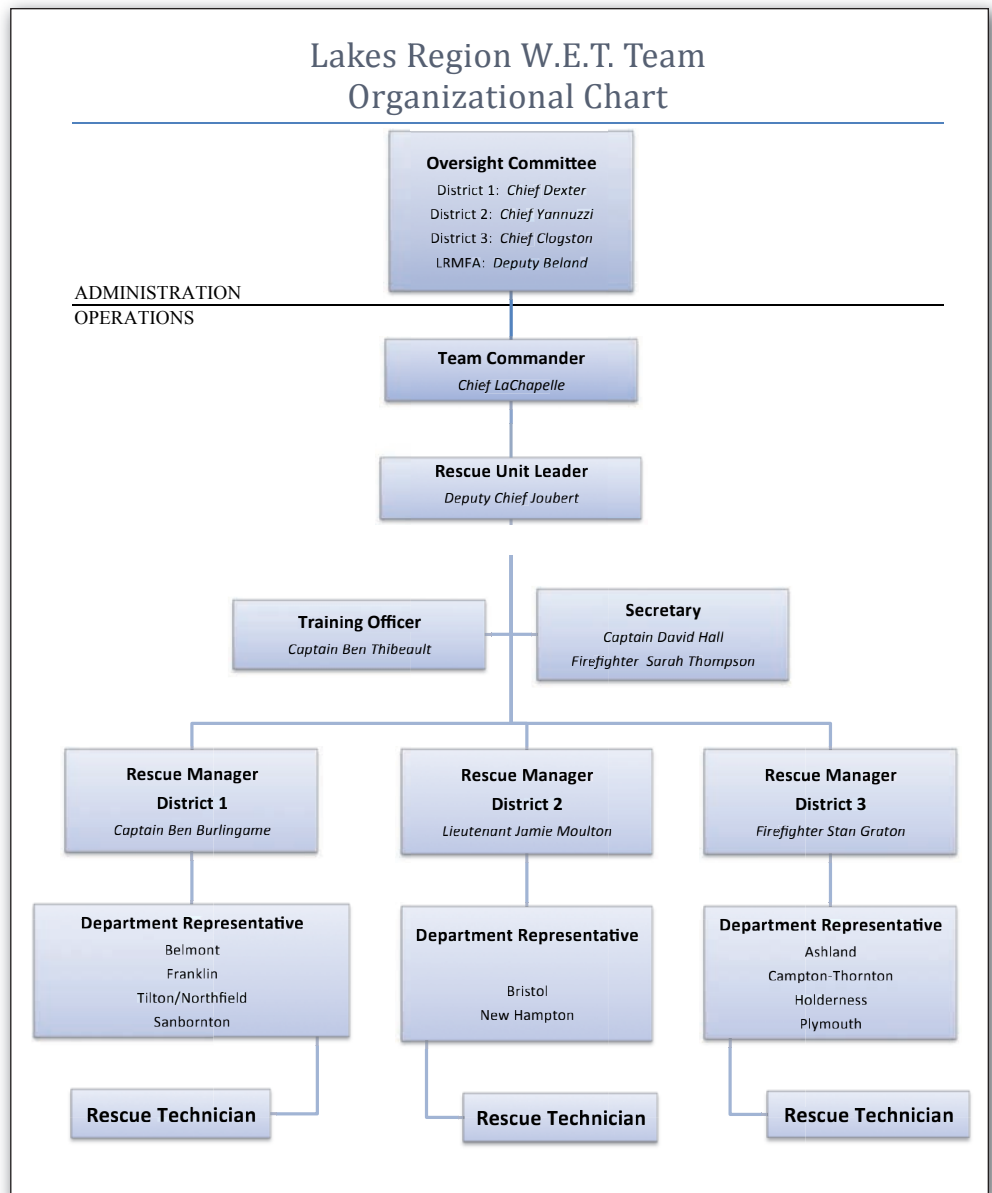 Lakes Region W.E.T. Team
Organizational Chart
Oversight Committee
District 1: Chief Dexter
District 2: Chief Yannuzzi
District 3: Chief Clogston
LRMFA: Deputy Beland
ADMINISTRATION
OPERATIONS
Team Commander
Chief LaChapelle
Rescue Unit Leader
Deputy Chief Joubert
Training Officer
Captain Ben Thibeault
Secretary
Captain David Hall
Firefighter Sarah Thompson
Rescue Manager
District 1
Captain Ben Burlingame
Rescue Manager
District 2
Lieutenant Jamie Moulton
Rescue Manager
District 3
Firefighter Stan Graton
Department Representative
Belmont
Franklin
Tilton/Northfield
Sanbornton
Department Representative
Bristol
New Hampton
Department Representative
Ashland
Campton-Thornton
Holderness
Plymouth
Rescue Technician
Rescue Technician
Rescue Technician